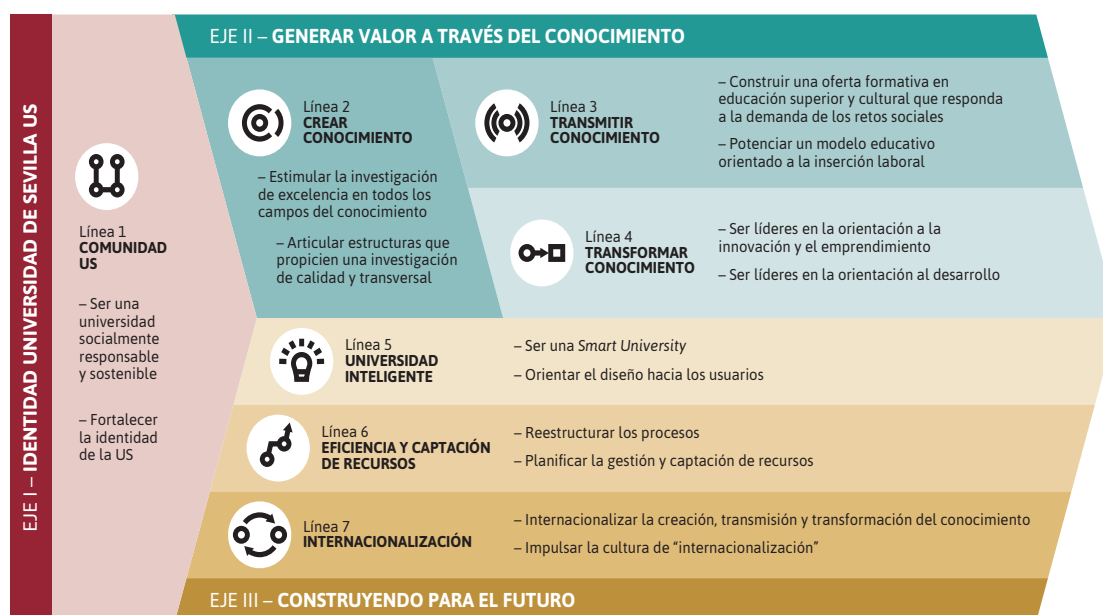 EJE I – IDENTIDAD UNIVERSIDAD DE SEVILLA US
Línea 1
COMUNIDAD
US
– Ser una
universidad
socialmente
responsable
y sostenible
– Fortalecer
la identidad
de la US
EJE II – GENERAR VALOR A TRAVÉS DEL CONOCIMIENTO
Línea 2
CREAR
CONOCIMIENTO
– Estimular la investigación
de excelencia en todos los
campos del conocimiento
– Articular estructuras que
propicien una investigación
de calidad y transversal
Línea 3
TRANSMITIR
CONOCIMIENTO
– Construir una oferta formativa en
educación superior y cultural que responda
a la demanda de los retos sociales
– Potenciar un modelo educativo
orientado a la inserción laboral
Línea 4
TRANSFORMAR
CONOCIMIENTO
– Ser líderes en la orientación a la
innovación y el emprendimiento
– Ser líderes en la orientación al desarrollo
Línea 5
UNIVERSIDAD
INTELIGENTE
– Ser una Smart University
– Orientar el diseño hacia los usuarios
Línea 6
EFICIENCIA Y CAPTACIÓN
DE RECURSOS
– Reestructurar los procesos
– Planificar la gestión y captación de recursos
Línea 7
INTERNACIONALIZACIÓN
– Internacionalizar la creación, transmisión y transformación del conocimiento
– Impulsar la cultura de “internacionalización”
EJE III – CONSTRUYENDO PARA EL FUTURO